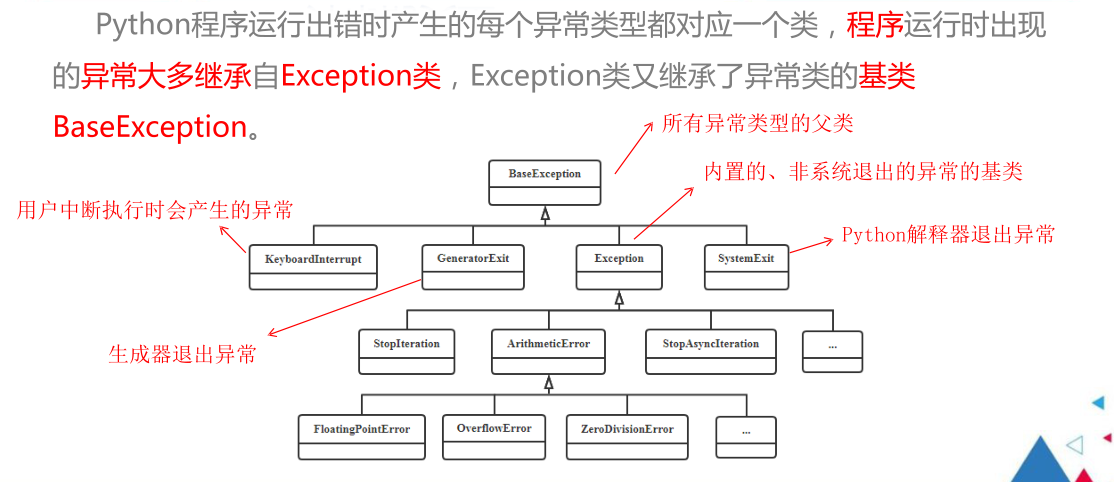 Python程序运行出错时产生的每个异常类型都对应一个类，程序运行时出现
的异常大多继承自Exception类，Exception类又继承了异常类的基类
BaseException。
所有异常类型的父类
BaseException
内置的、非系统退出的异常的基类
用户中断执行时会产生的异常
Python解释器退出异常
KeyboardInterrupt
GeneratorExit
Exception
SystemExit
生成器退出异常
StopIteration
ArithmeticError
StopAsyncIteration
...
FloatingPointError
OverflowError
ZeroDivisionError
...